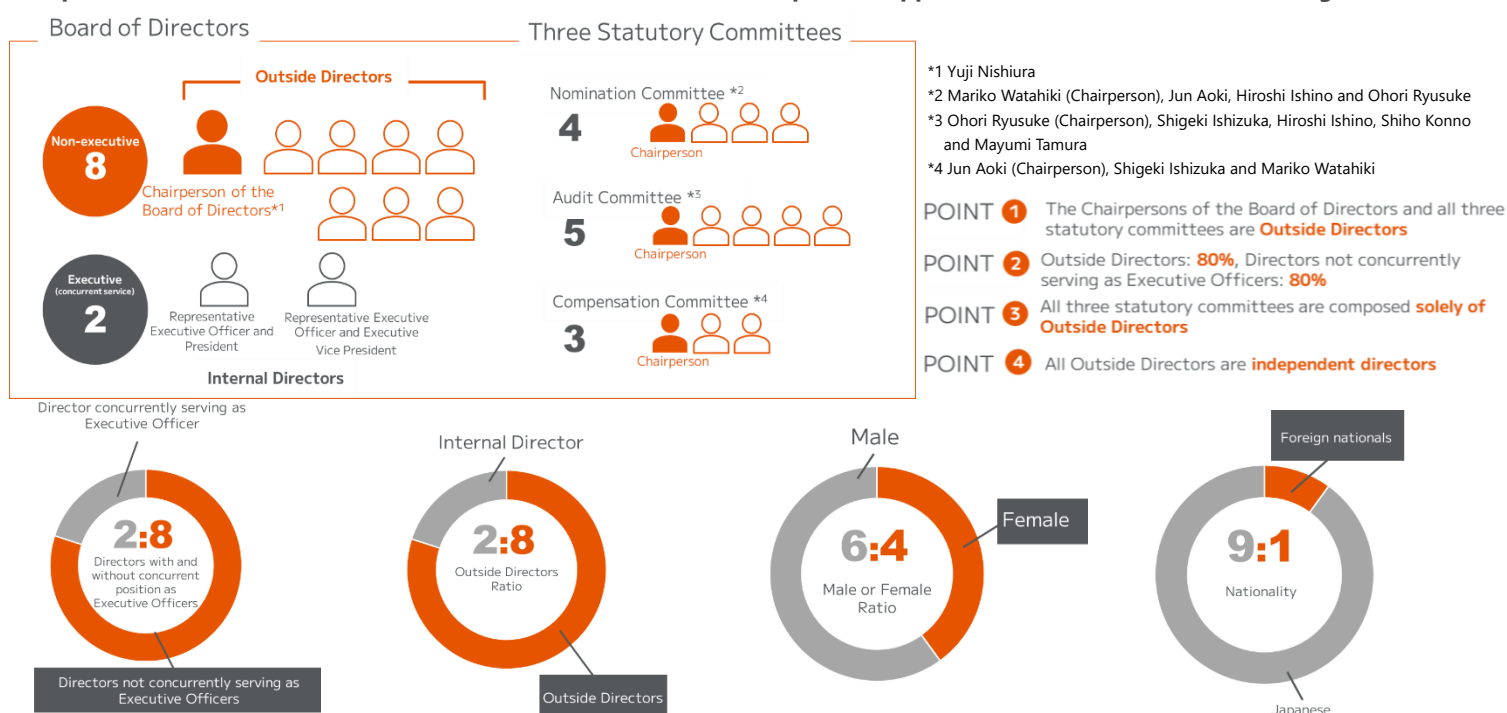 Board of Directors
Three Statutory Committees
Outside Directors
Non-executive
8
Chairperson of the
Board of Directors*1
Executive
(concurrent service)
2
Representative
Executive Officer and
President
Representative Executive
Officer and Executive
Vice President
Internal Directors
Nomination Committee *2
4
Chairperson
Audit Committee *3
5
Chairperson
Compensation Committee *4
3
Chairperson
*1 Yuji Nishiura
*2 Mariko Watahiki (Chairperson), Jun Aoki, Hiroshi Ishino and Ohori Ryusuke
*3 Ohori Ryusuke (Chairperson), Shigeki Ishizuka, Hiroshi Ishino, Shiho Konno
and Mayumi Tamura
*4 Jun Aoki (Chairperson), Shigeki Ishizuka and Mariko Watahiki
POINT 1 The Chairpersons of the Board of Directors and all three
statutory committees are Outside Directors
POINT 2 Outside Directors: 80%, Directors not concurrently
serving as Executive Officers: 80%
POINT 3 All three statutory committees are composed solely of
Outside Directors
POINT 4 All Outside Directors are independent directors
Director concurrently serving as
Executive Officer
2:8
Directors with and
without concurrent
position as
Executive Officers
Directors not concurrently serving as
Executive Officers
Internal Director
2:8
Outside Directors
Ratio
Outside Directors
Male
6:4
Male or Female
Ratio
Female
Foreign nationals
9:1
Nationality
Japanese